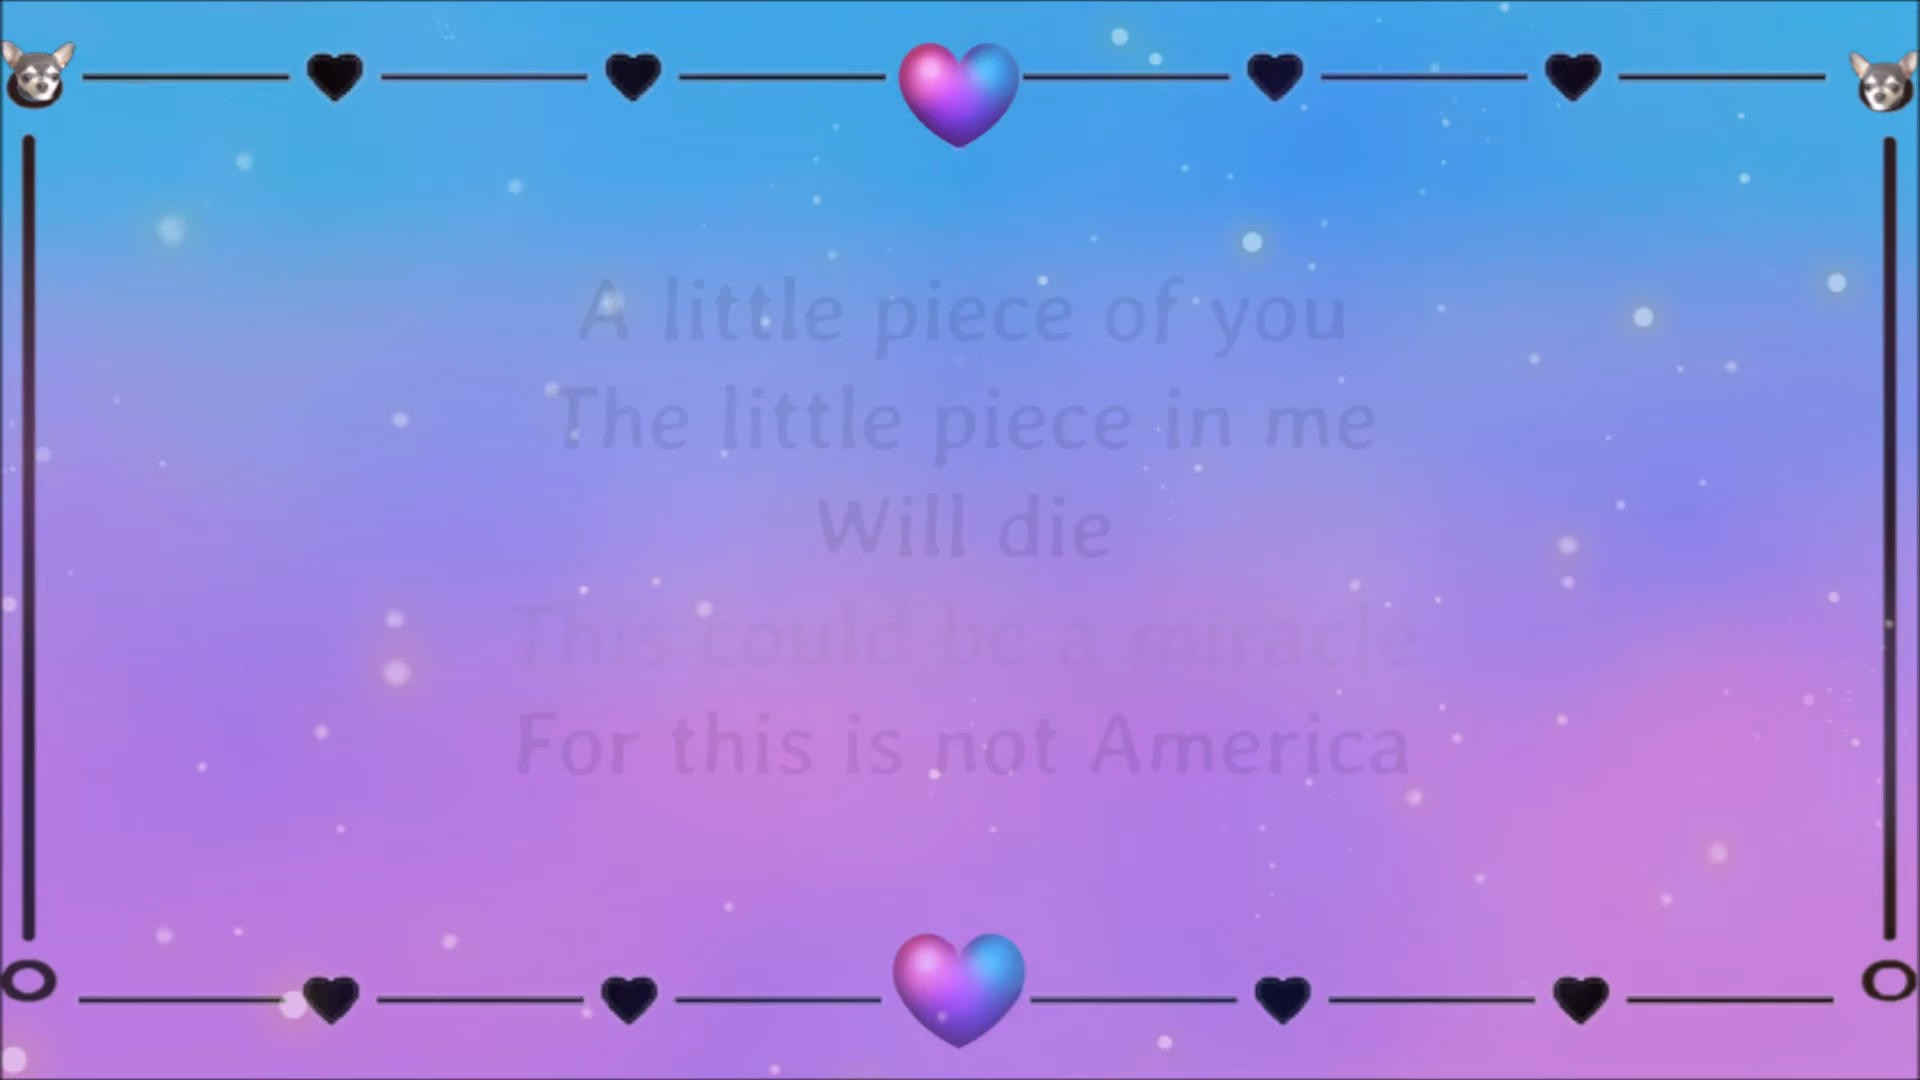 A little piece of you
The little piece in me
Will die
This could be a miracle
For this is not America